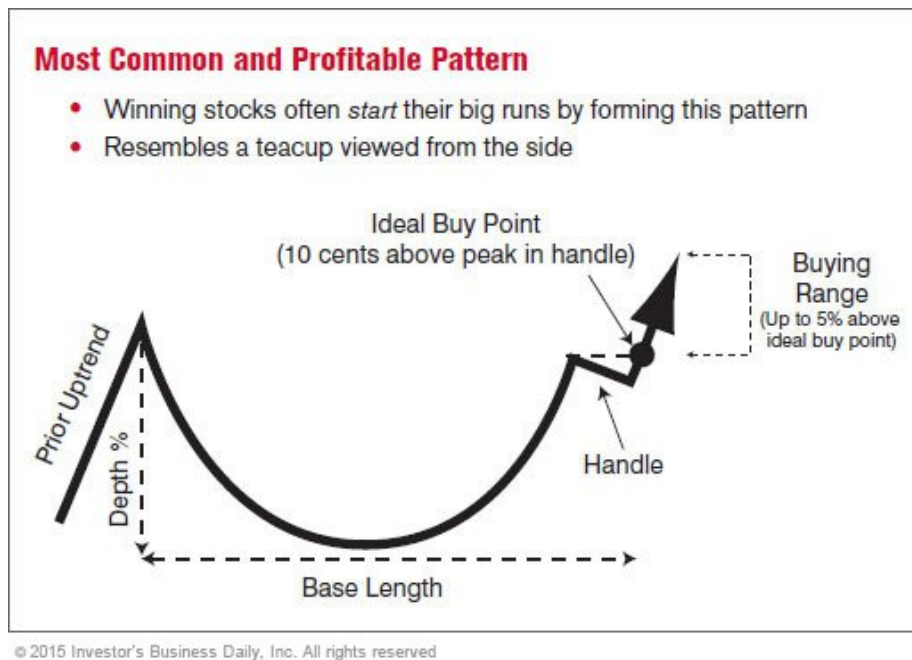 Most Common and Profitable Pattern
• Winning stocks often start their big runs by forming this pattern
• Resembles a teacup viewed from the side
Ideal Buy Point
(10 cents above peak in handle)
Buying
Range
(Up to 5% above
ideal buy point)
Prior Uptrend
Depth %
Handle
Base Length
© 2015 Investor's Business Daily, Inc. All rights reserved